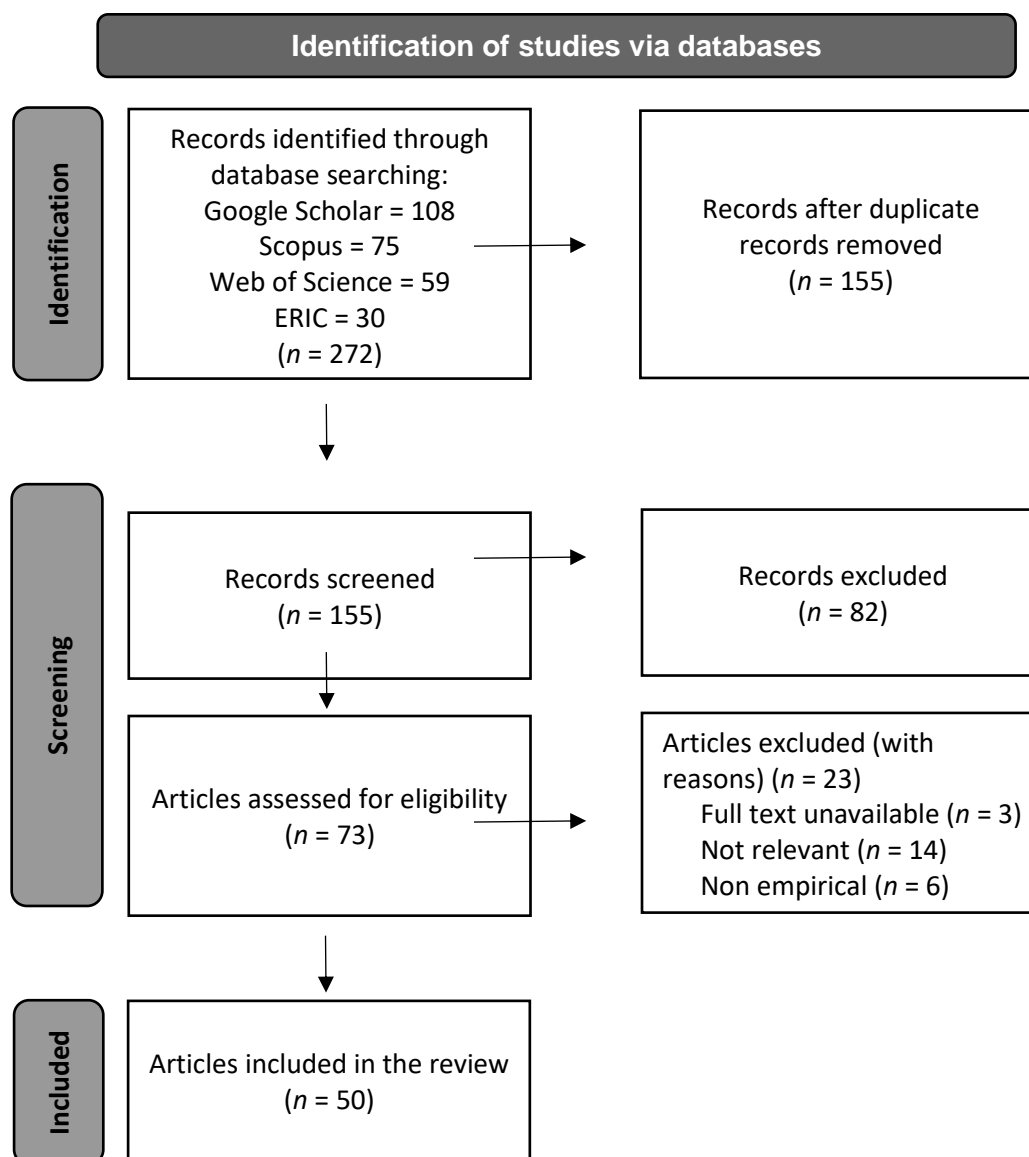 Identification of studies via databases
Identification
Records identified through
database searching:
Google Scholar = 108
Scopus = 75
Web of Science = 59
ERIC = 30
(n = 272)
Records after duplicate
records removed
(n = 155)
Screening
Records screened
(n = 155)
Records excluded
(n = 82)
Articles assessed for eligibility
(n = 73)
Articles excluded (with
reasons) (n = 23)
Full text unavailable (n = 3)
Not relevant (n = 14)
Non empirical (n = 6)
Included
Articles included in the review
(n = 50)